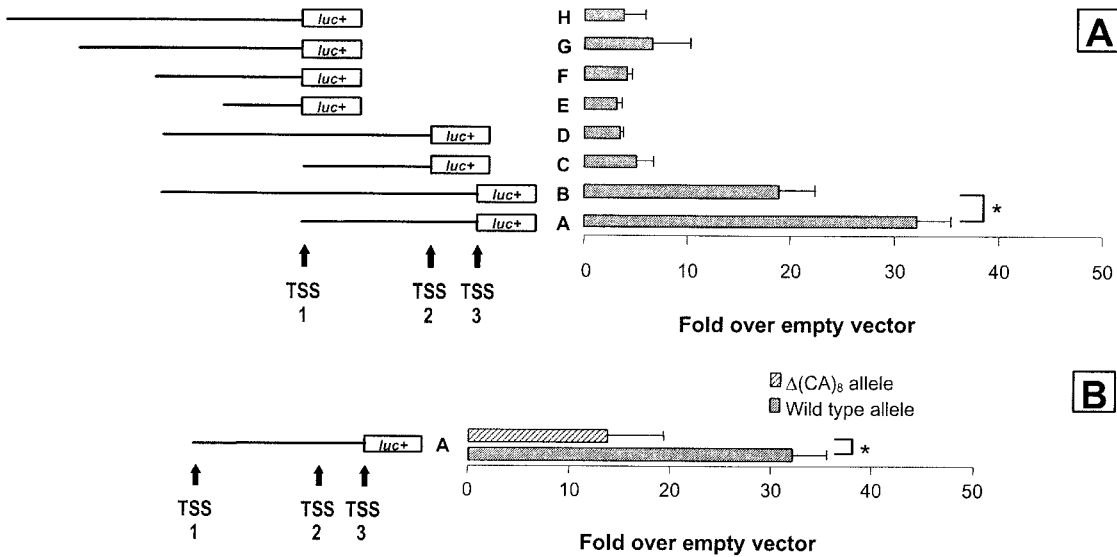 luc+ H A
luc+ G
luc+ F
luc+ E
luc+ D
luc+ C
luc+ B
luc+ A *
0 10 20 30 40 50
TSS TSS TSS
1 2 3
Fold over empty vector
Δ(CA)8 allele B
Wild type allele
luc+ A *
0 10 20 30 40 50
TSS TSS TSS
1 2 3
Fold over empty vector